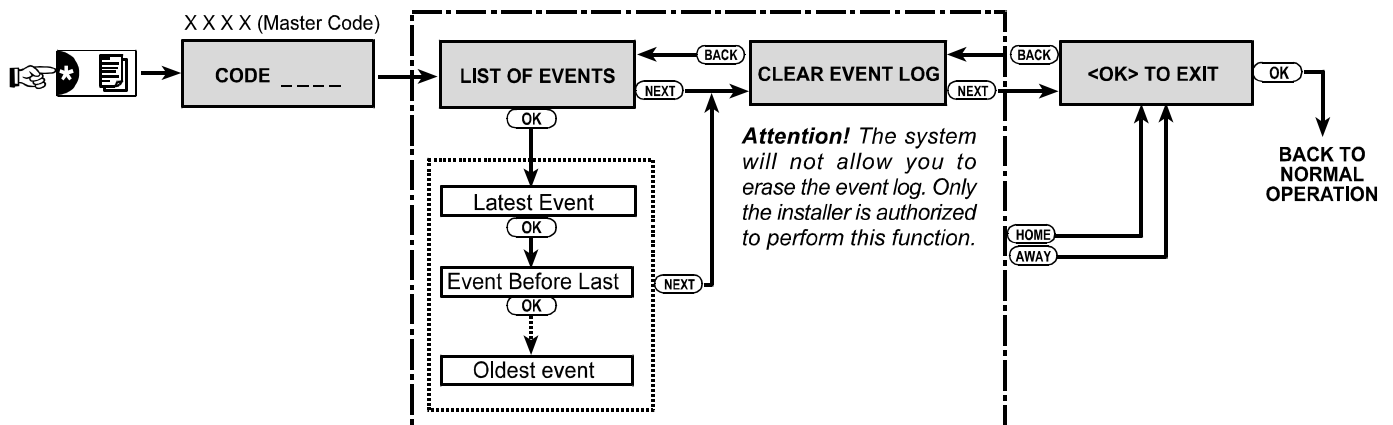 X X X X (Master Code)
*
CODE _ _ _ _
LIST OF EVENTS
BACK
NEXT
CLEAR EVENT LOG
BACK
NEXT
<OK> TO EXIT
OK
BACK TO
NORMAL
OPERATION
OK
Latest Event
OK
Event Before Last
OK
NEXT
Oldest event
Attention! The system
will not allow you to
erase the event log. Only
the installer is authorized
to perform this function.
HOME
AWAY